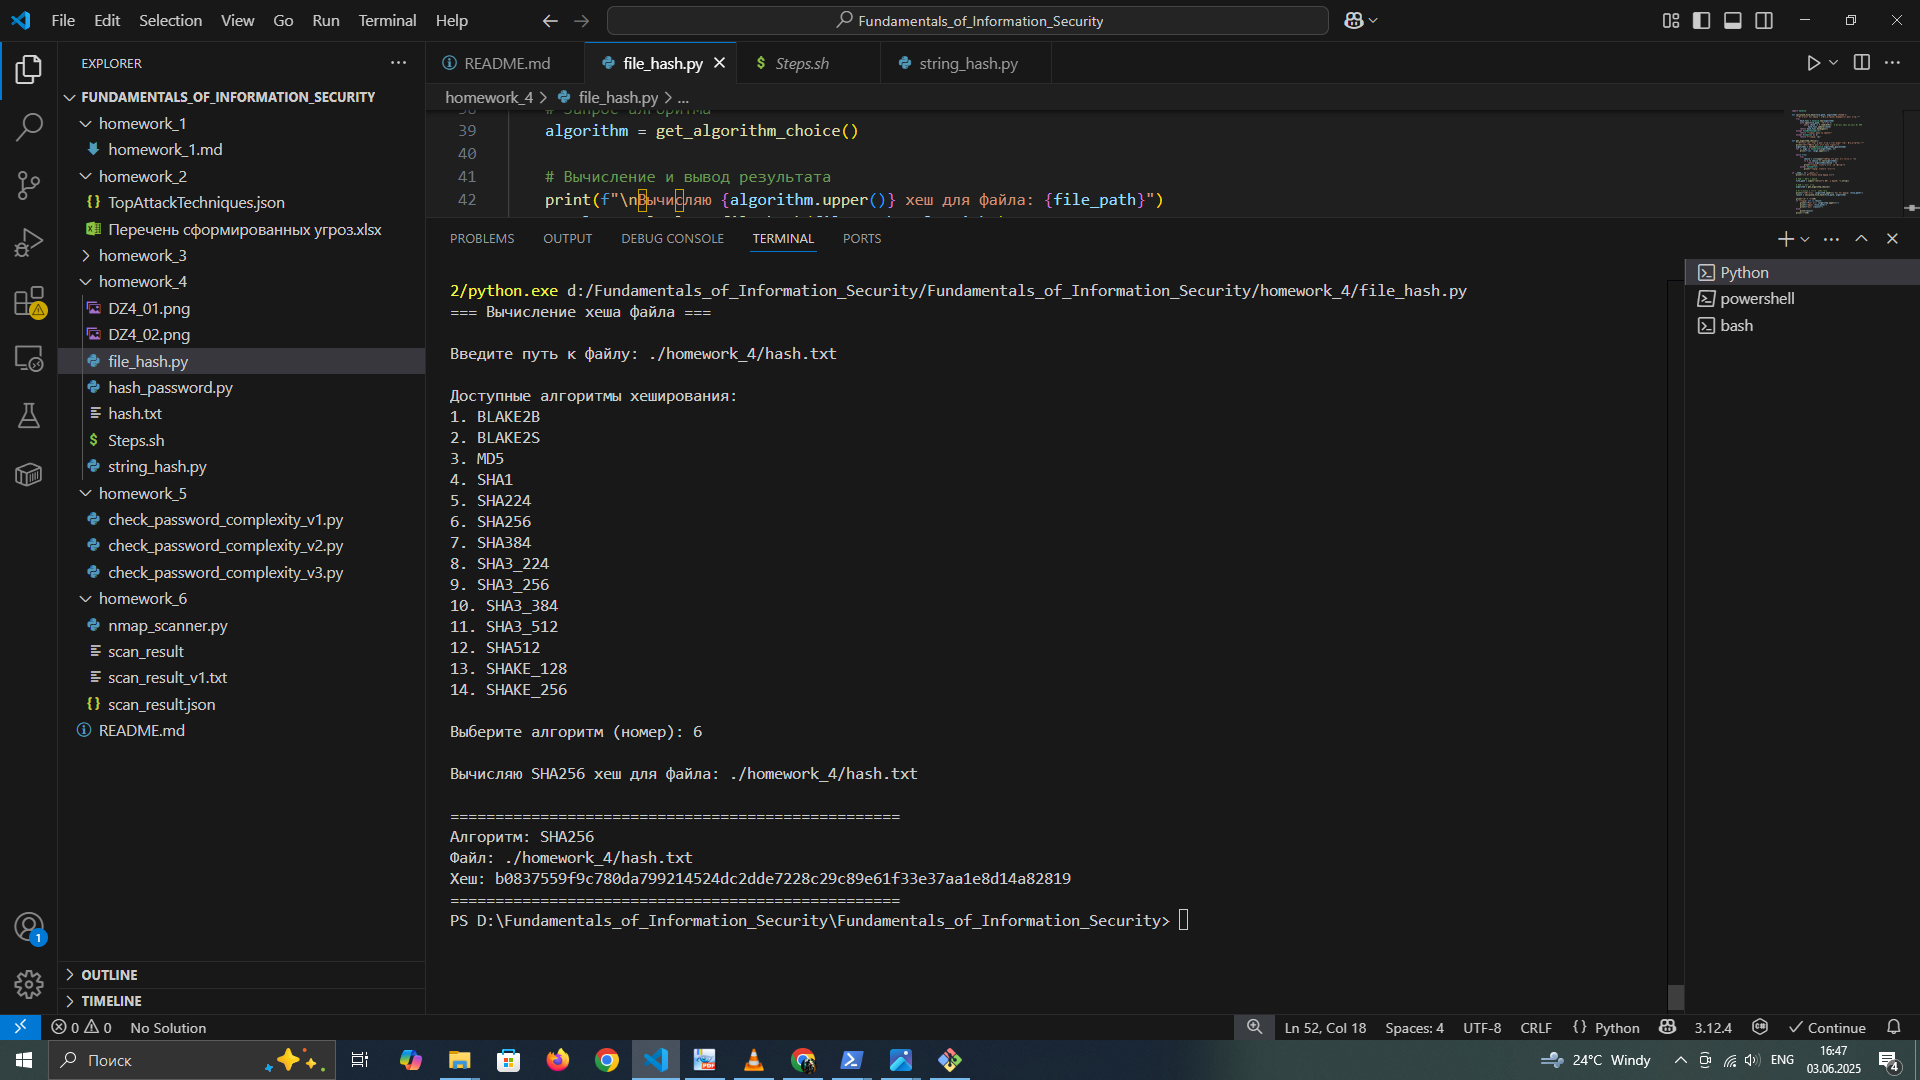 File Edit Selection View Go Run Terminal Help
Fundamentals_of_Information_Security
EXPLORER
FUNDAMENTALS_OF_INFORMATION_SECURITY
homework_1
homework_1.md
homework_2
TopAttackTechniques.json
Перечень сформированных угроз.xlsx
homework_3
homework_4
DZ4_01.png
DZ4_02.png
file_hash.py
hash_password.py
hash.txt
Steps.sh
string_hash.py
homework_5
check_password_complexity_v1.py
check_password_complexity_v2.py
check_password_complexity_v3.py
homework_6
nmap_scanner.py
scan_result
scan_result_v1.txt
scan_result.json
README.md
OUTLINE
TIMELINE
README.md
file_hash.py
Steps.sh
string_hash.py
homework_4 > file_hash.py > ...
38 # Запрос алгоритма
39 algorithm = get_algorithm_choice()
40
41 # Вычисление и вывод результата
42 print(f"\nВычисляю {algorithm.upper()} хеш для файла: {file_path}")
PROBLEMS OUTPUT DEBUG CONSOLE TERMINAL PORTS
2/python.exe d:/Fundamentals_of_Information_Security/Fundamentals_of_Information_Security/homework_4/file_hash.py
=== Вычисление хеша файла ===
Введите путь к файлу: ./homework_4/hash.txt
Доступные алгоритмы хеширования:
1. BLAKE2B
2. BLAKE2S
3. MD5
4. SHA1
5. SHA224
6. SHA256
7. SHA384
8. SHA3_224
9. SHA3_256
10. SHA3_384
11. SHA3_512
12. SHA512
13. SHAKE_128
14. SHAKE_256
Выберите алгоритм (номер): 6
Вычисляю SHA256 хеш для файла: ./homework_4/hash.txt
==================================================
Алгоритм: SHA256
Файл: ./homework_4/hash.txt
Хеш: b0837559f9c780da799214524dc2dde7228c29c89e61f33e37aa1e8d14a82819
==================================================
PS D:\Fundamentals_of_Information_Security\Fundamentals_of_Information_Security>
Python
powershell
bash
1
0 0 No Solution
Ln 52, Col 18 Spaces: 4 UTF-8 CRLF {} Python 3.12.4 Continue
Поиск
24°C Windy
ENG
16:47
03.06.2025
4